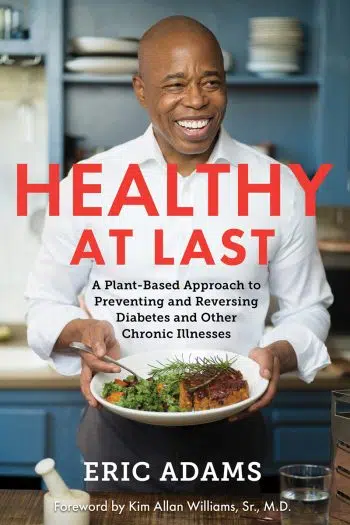 HEALTHY
AT LAST
A Plant-Based Approach to
Preventing and Reversing
Diabetes and Other
Chronic Illnesses
ERIC ADAMS
Foreword by Kim Allan Williams, Sr., M.D.